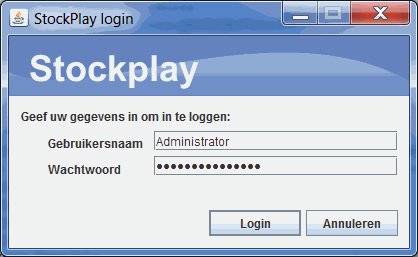 StockPlay login
Stockplay
Geef uw gegevens in om in te loggen:
Gebruikersnaam Administrator
Wachtwoord ●●●●●●●●●●●●●●●
Login Annuleren